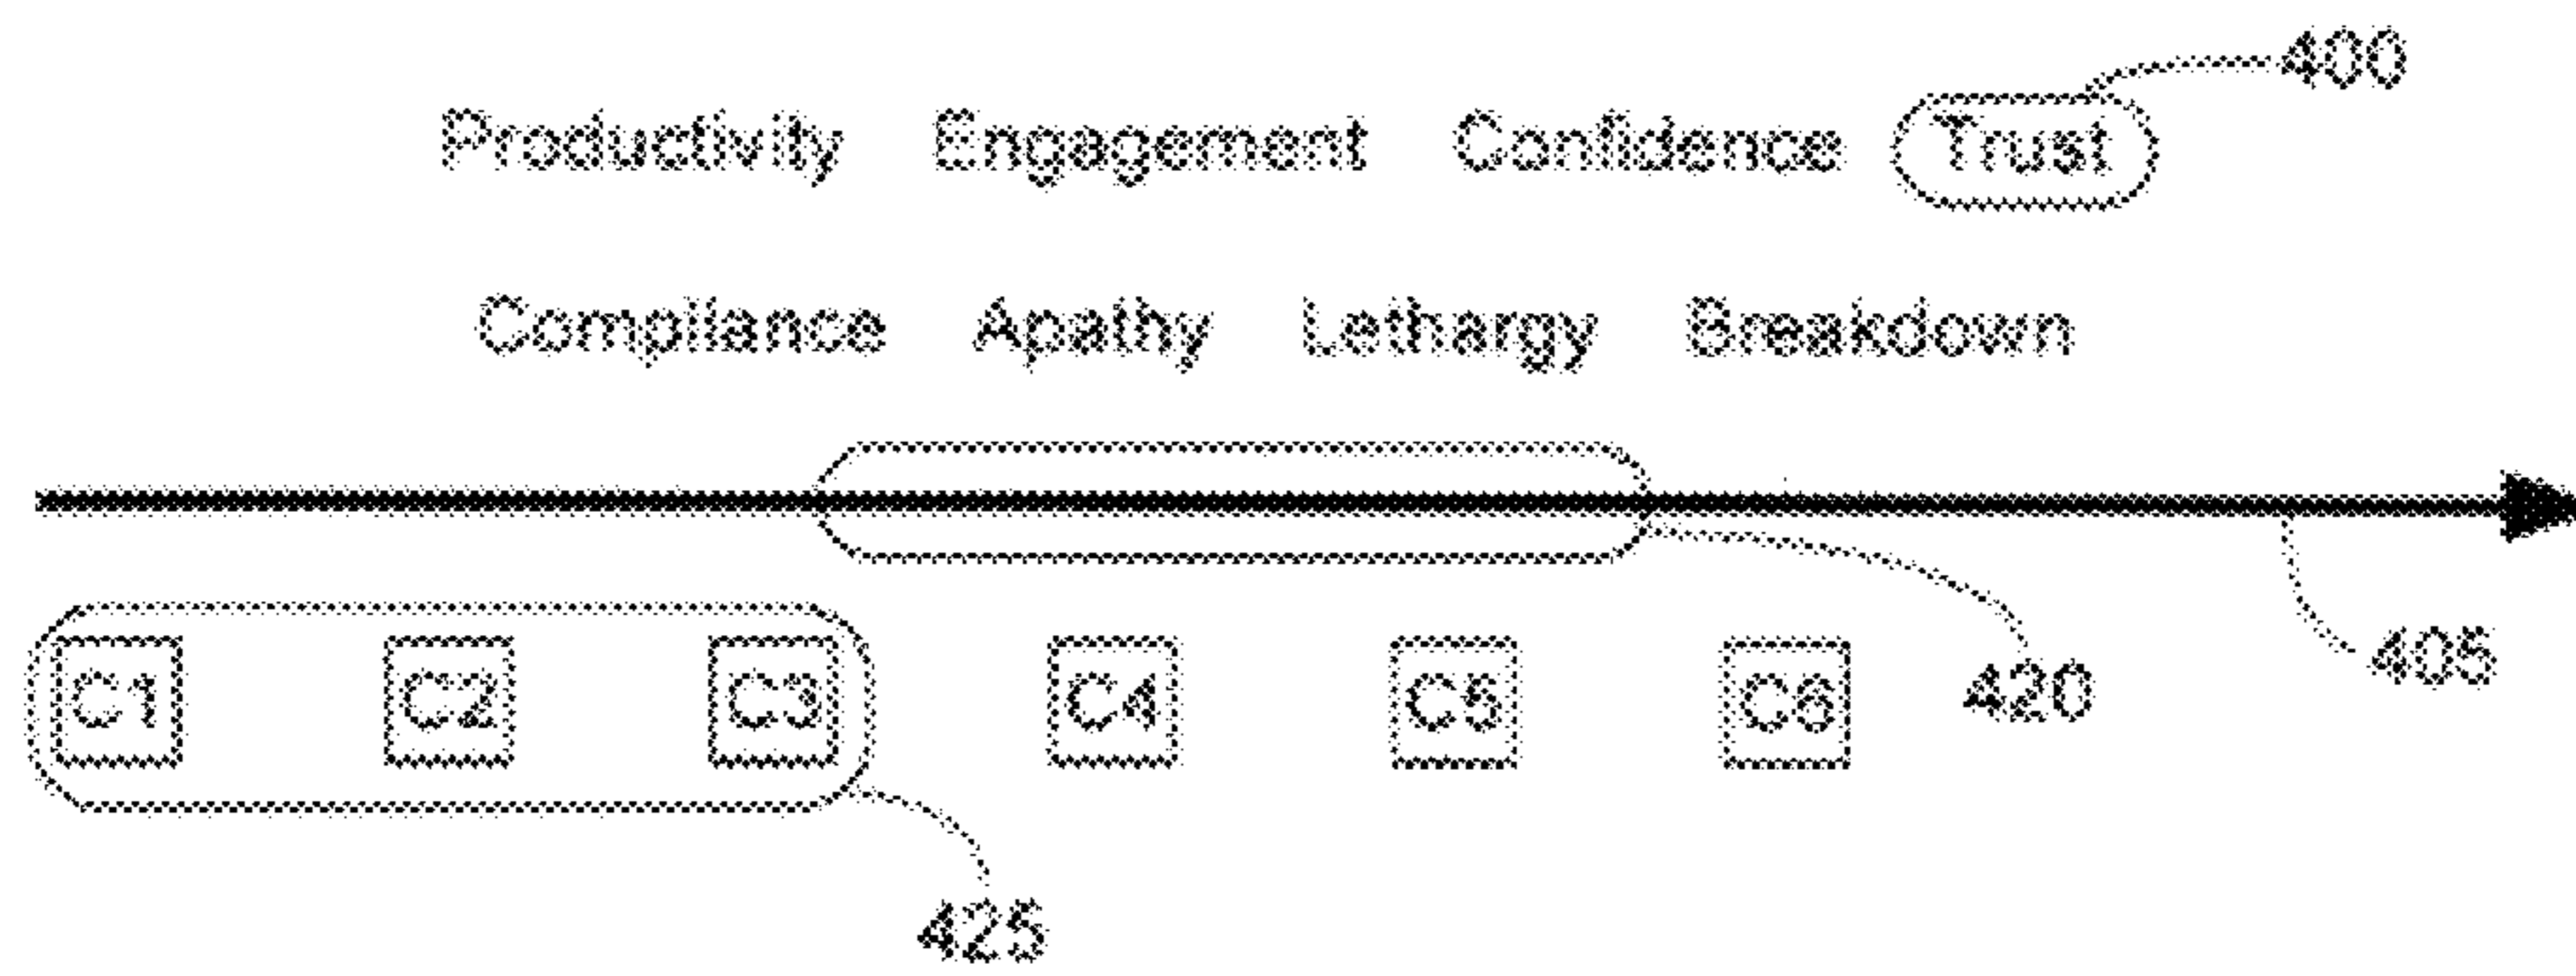 400
Productivity Engagement Confidence Trust
Compliance Apathy Lethargy Breakdown
C1 C2 C3 C4 C5 C6 420 405
425